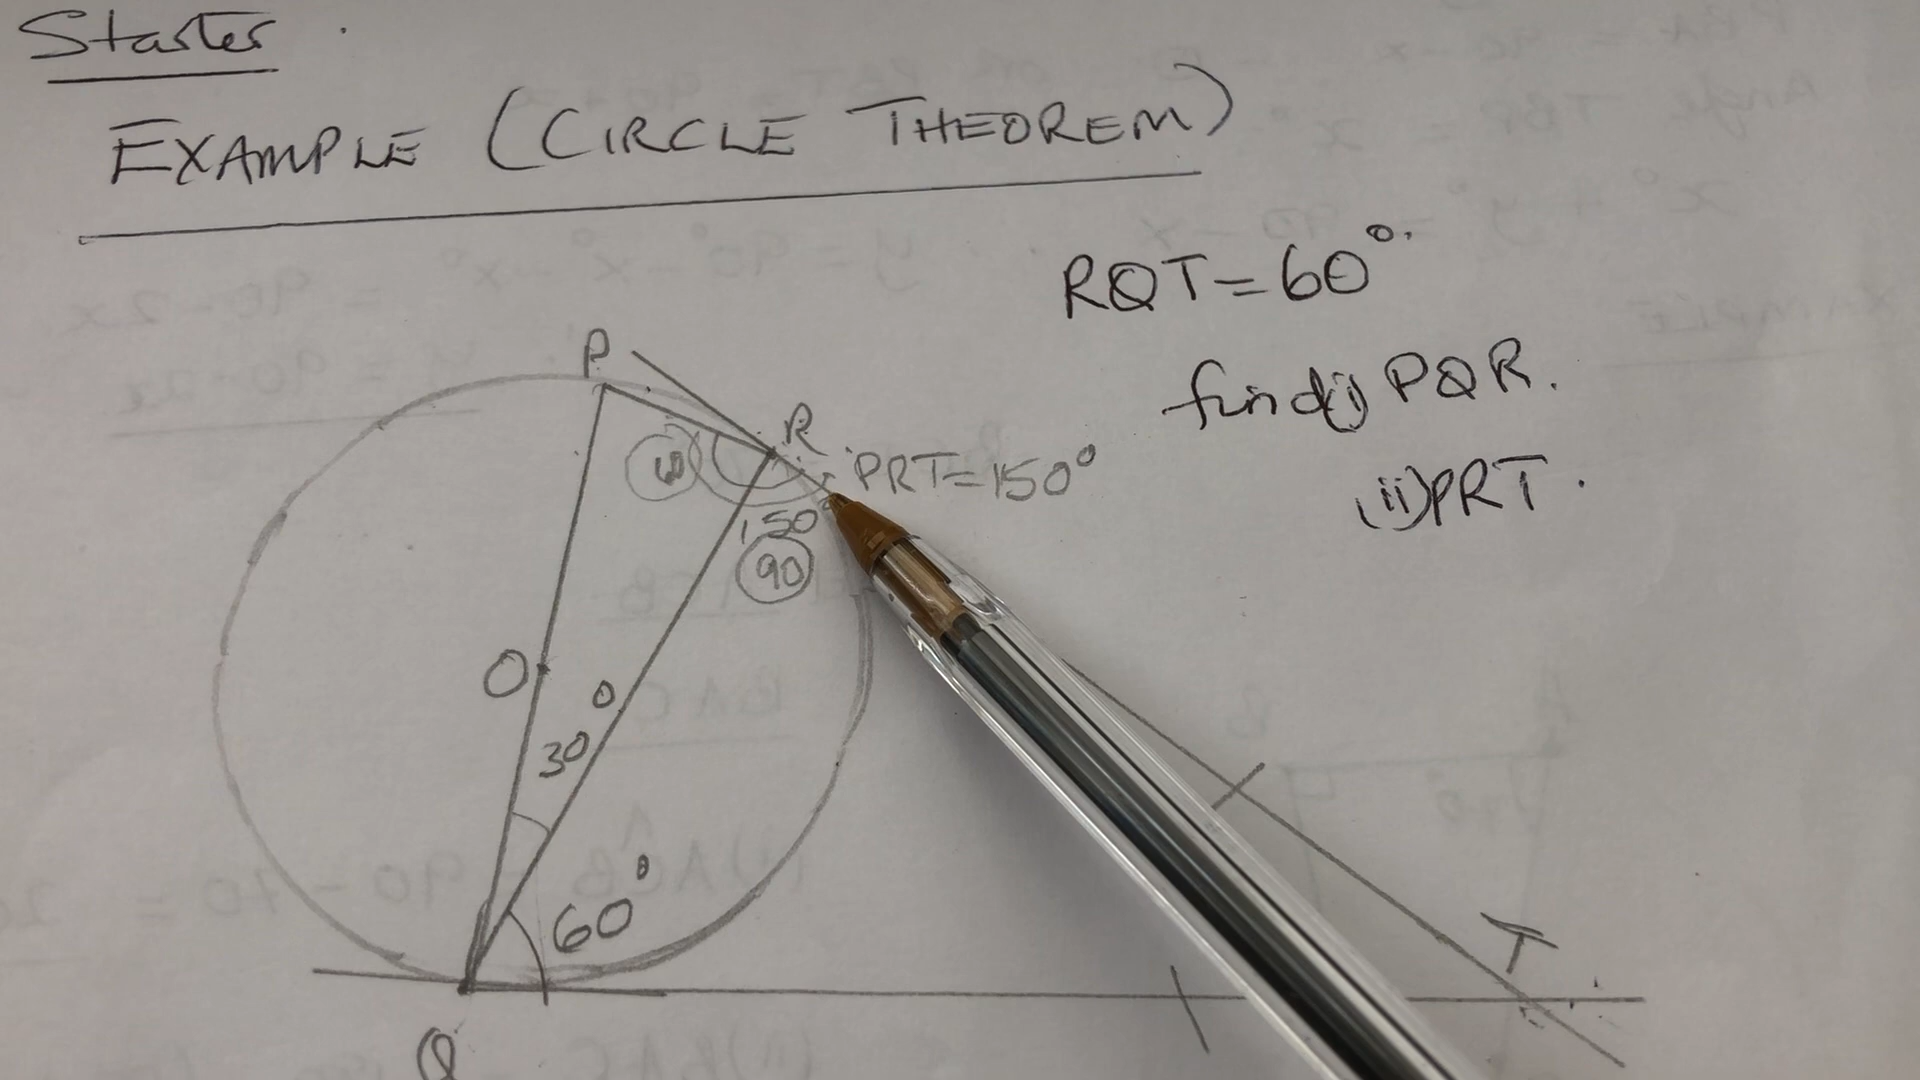 Starter
EXAMPLE (CIRCLE THEOREM)
RQT=60°.
find(i) PQR.
(ii)PRT.
P
R
60
PRT=150°
150
90
O
30°
60°
T
Q